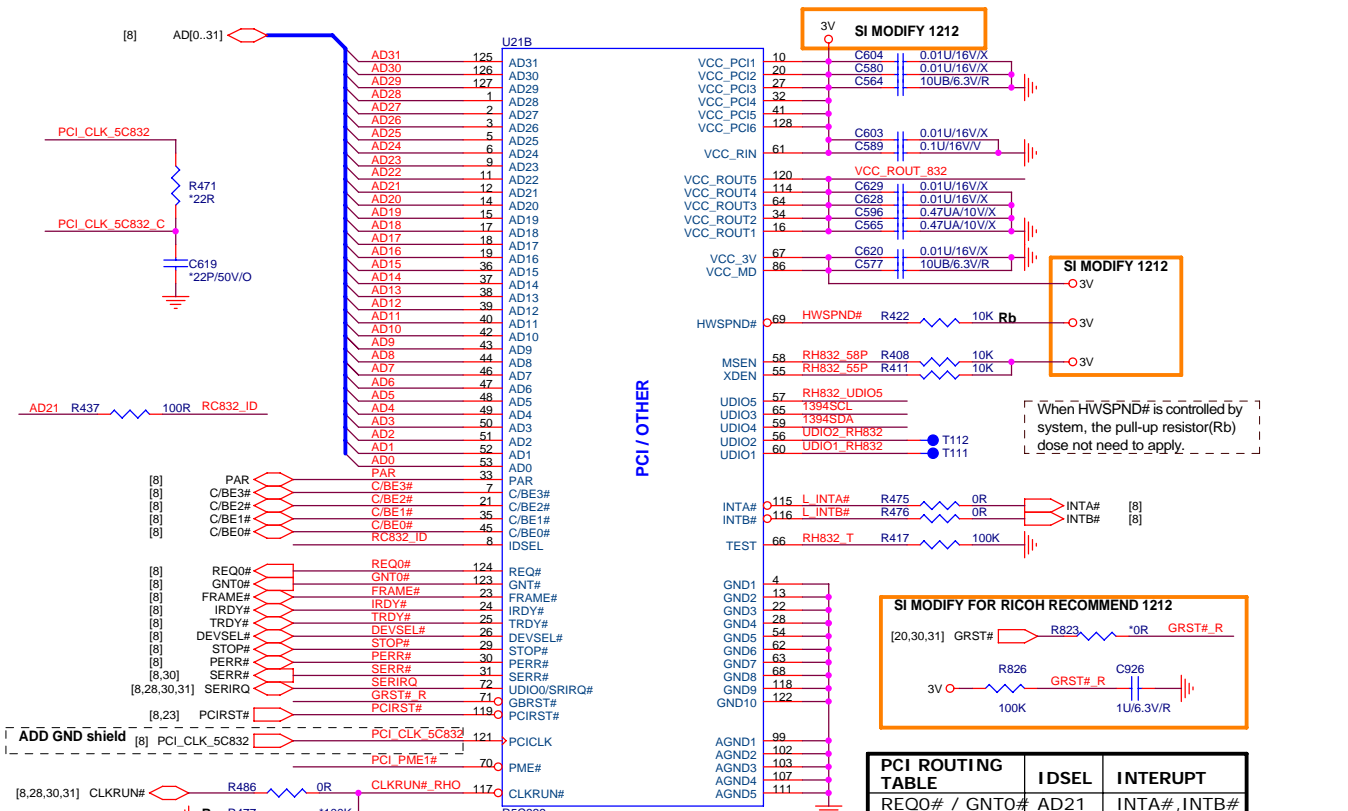 [8] AD[0..31]
U21B
3V SI MODIFY 1212
AD31 125 AD31
AD30 126 AD30
AD29 127 AD29
AD28 1 AD28
AD27 2 AD27
AD26 3 AD26
AD25 5 AD25
AD24 6 AD24
AD23 9 AD23
AD22 11 AD22
AD21 12 AD21
AD20 14 AD20
AD19 15 AD19
AD18 17 AD18
AD17 18 AD17
AD16 19 AD16
AD15 36 AD15
AD14 37 AD14
AD13 38 AD13
AD12 39 AD12
AD11 40 AD11
AD10 42 AD10
AD9 43 AD9
AD8 44 AD8
AD7 46 AD7
AD6 47 AD6
AD5 48 AD5
AD4 49 AD4
AD3 50 AD3
AD2 51 AD2
AD1 52 AD1
AD0 53 AD0
[8] PAR PAR 33 PAR
[8] C/BE3# C/BE3# 7 C/BE3#
[8] C/BE2# C/BE2# 21 C/BE2#
[8] C/BE1# C/BE1# 35 C/BE1#
[8] C/BE0# C/BE0# 45 C/BE0#
RC832_ID 8 IDSEL
[8] REQ0# REQ0# 124 REQ#
[8] GNT0# GNT0# 123 GNT#
[8] FRAME# FRAME# 23 FRAME#
[8] IRDY# IRDY# 24 IRDY#
[8] TRDY# TRDY# 25 TRDY#
[8] DEVSEL# DEVSEL# 26 DEVSEL#
[8] STOP# STOP# 29 STOP#
[8] PERR# PERR# 30 PERR#
[8,30] SERR# SERR# 31 SERR#
[8,28,30,31] SERIRQ SERIRQ 72 UDIO0/SRIRQ#
GRST#_R 71 GBRST#
[8,23] PCIRST# PCIRST# 119 PCIRST#
ADD GND shield [8] PCI_CLK_5C832 PCI_CLK_5C832 121 PCICLK
PCI_PME1# 70 PME#
[8,28,30,31] CLKRUN# R486 0R CLKRUN#_RHO 117 CLKRUN#
PCI_CLK_5C832
R471
*22R
PCI_CLK_5C832_C
C619
*22P/50V/O
AD21 R437 100R RC832_ID
PCI / OTHER
VCC_PCI1 10 C604 0.01U/16V/X
VCC_PCI2 20 C580 0.01U/16V/X
VCC_PCI3 27 C564 10UB/6.3V/R
VCC_PCI4 32
VCC_PCI5 41
VCC_PCI6 128
C603 0.01U/16V/X
VCC_RIN 61 C589 0.1U/16V/V
VCC_ROUT5 120 VCC_ROUT_832
VCC_ROUT4 114 C629 0.01U/16V/X
VCC_ROUT3 64 C628 0.01U/16V/X
VCC_ROUT2 34 C596 0.47UA/10V/X
VCC_ROUT1 16 C565 0.47UA/10V/X
VCC_3V 67 C620 0.01U/16V/X
VCC_MD 86 C577 10UB/6.3V/R
SI MODIFY 1212
3V
HWSPND# 69 HWSPND# R422 10K Rb 3V
MSEN 58 RH832_58P R408 10K 3V
XDEN 55 RH832_55P R411 10K
UDIO5 57 RH832_UDIO5
UDIO3 65 1394SCL
UDIO4 59 1394SDA
UDIO2 56 UDIO2_RH832 T112
UDIO1 60 UDIO1_RH832 T111
When HWSPND# is controlled by
system, the pull-up resistor(Rb)
dose not need to apply.
INTA# 115 L_INTA# R475 0R INTA# [8]
INTB# 116 L_INTB# R476 0R INTB# [8]
TEST 66 RH832_T R417 100K
GND1 4
GND2 13
GND3 22
GND4 28
GND5 54
GND6 62
GND7 63
GND8 68
GND9 118
GND10 122
AGND1 99
AGND2 102
AGND3 103
AGND4 107
AGND5 111
SI MODIFY FOR RICOH RECOMMEND 1212
[20,30,31] GRST# R823 *0R GRST#_R
3V R826 GRST#_R C926
100K 1U/6.3V/R
PCI ROUTING TABLE IDSEL INTERUPT
REQ0# / GNT0# AD21 INTA#,INTB#